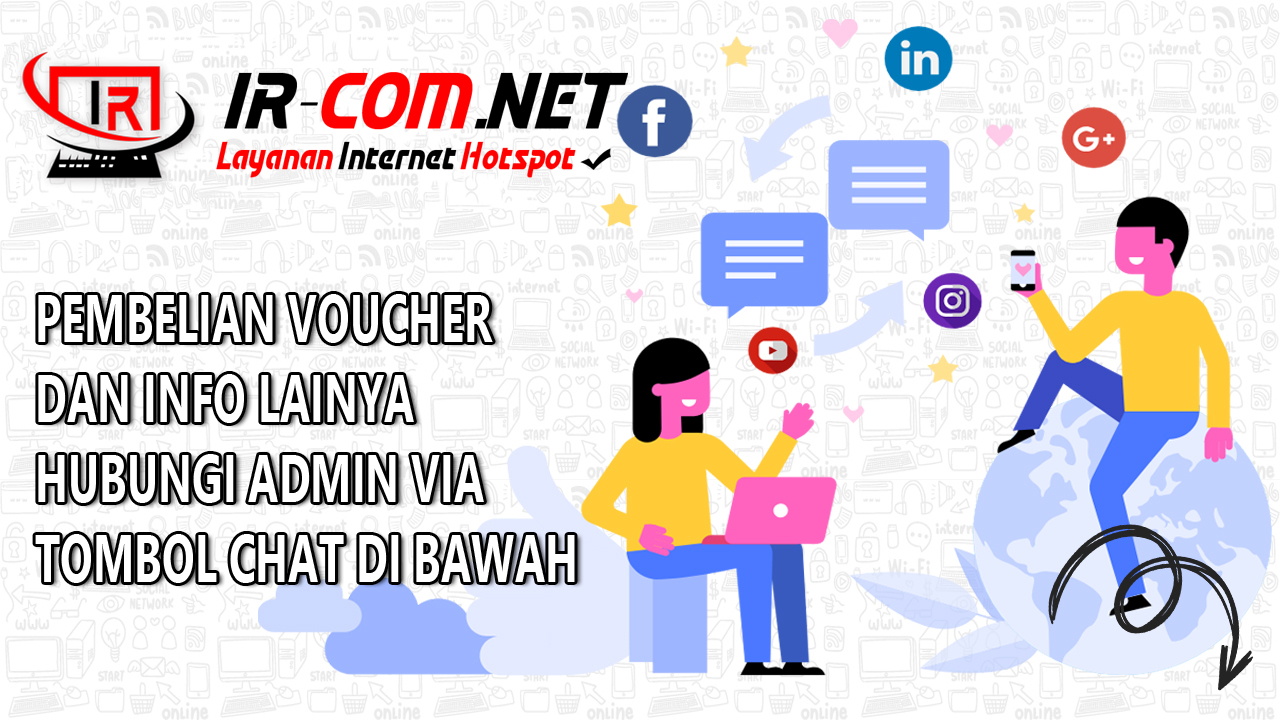 IR
IR-COM.NET
Layanan Internet Hotspot
PEMBELIAN VOUCHER
DAN INFO LAINYA
HUBUNGI ADMIN VIA
TOMBOL CHAT DI BAWAH
f
in
G+